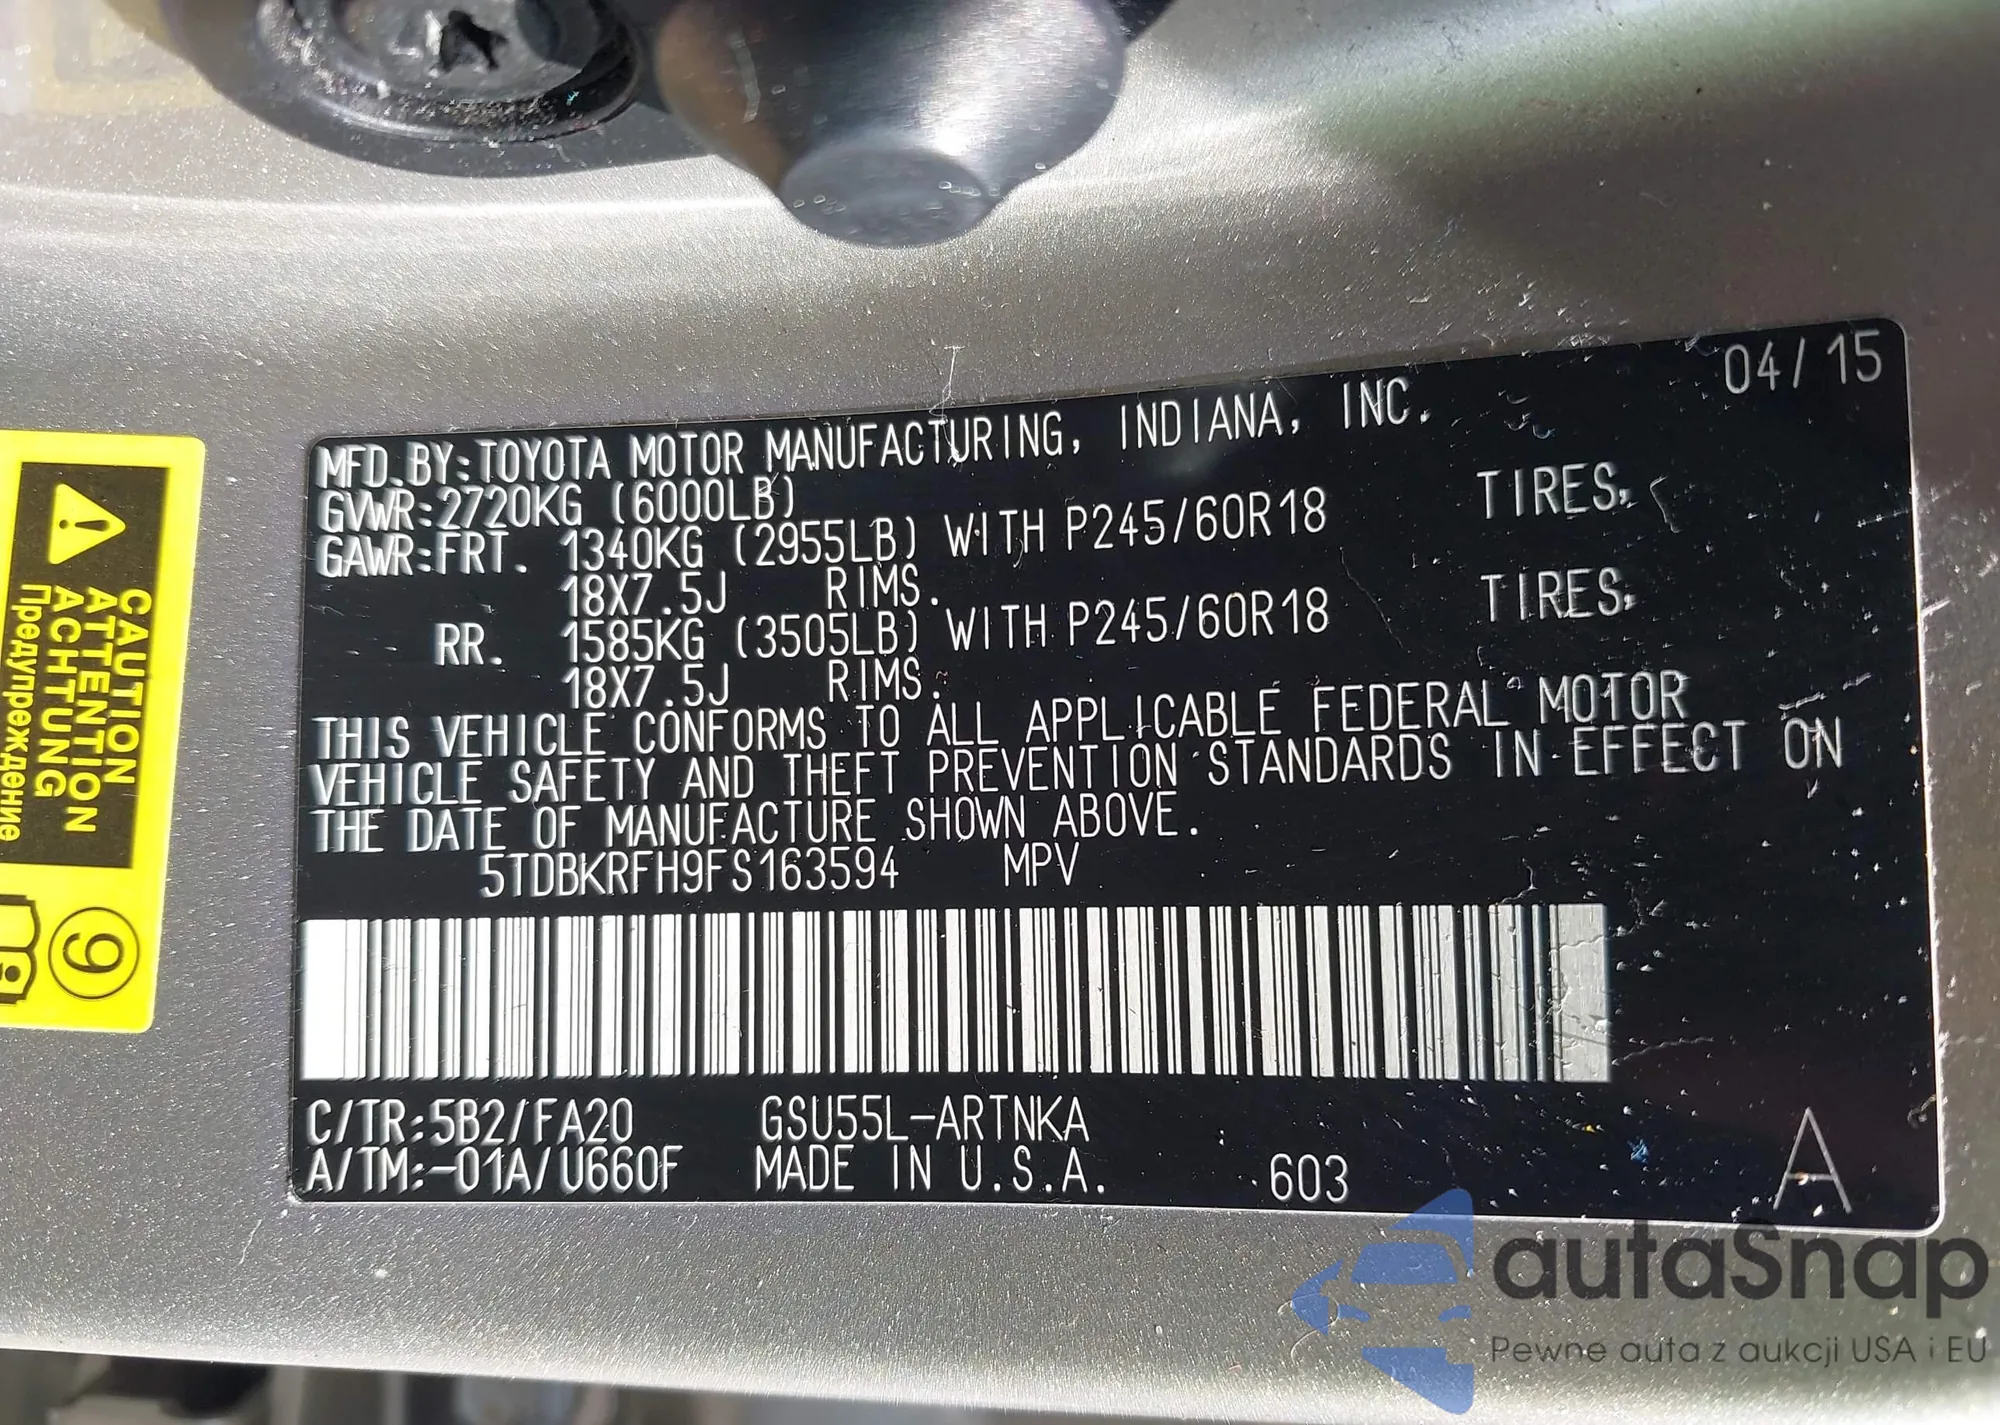 04/15
MFD.BY:TOYOTA MOTOR MANUFACTURING, INDIANA, INC.
GVWR:2720KG (6000LB)
GAWR:FRT. 1340KG (2955LB) WITH P245/60R18 TIRES,
18X7.5J RIMS.
RR. 1585KG (3505LB) WITH P245/60R18 TIRES,
18X7.5J RIMS.
THIS VEHICLE CONFORMS TO ALL APPLICABLE FEDERAL MOTOR
VEHICLE SAFETY AND THEFT PREVENTION STANDARDS IN EFFECT ON
THE DATE OF MANUFACTURE SHOWN ABOVE.
5TDBKRFH9FS163594 MPV
C/TR:5B2/FA20 GSU55L-ARTNKA
A/TM:-01A/U660F MADE IN U.S.A. 603 A
CAUTION
ATTENTION
ACHTUNG
Предупреждение
9
autaSnap
Pewne auta z aukcji USA i EU